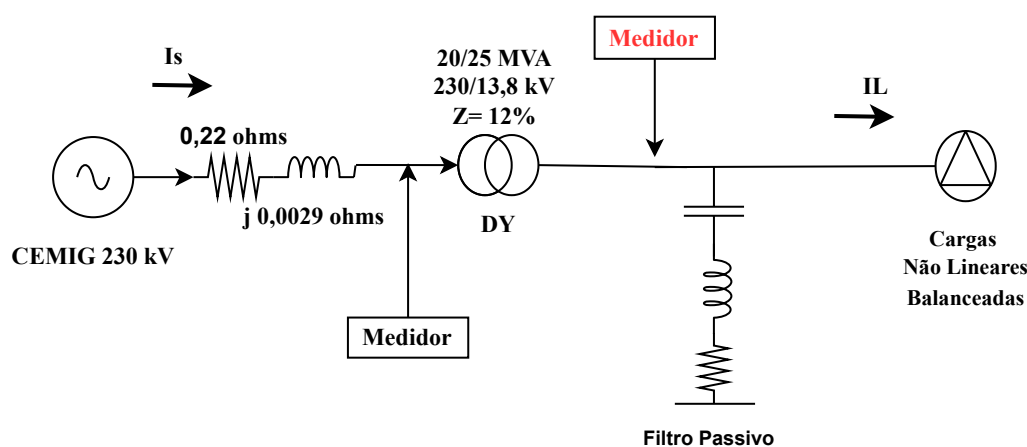 Is
0,22 ohms
j 0,0029 ohms
CEMIG 230 kV
Medidor
20/25 MVA
230/13,8 kV
Z= 12%
DY
Medidor
IL
Cargas
Não Lineares
Balanceadas
Filtro Passivo